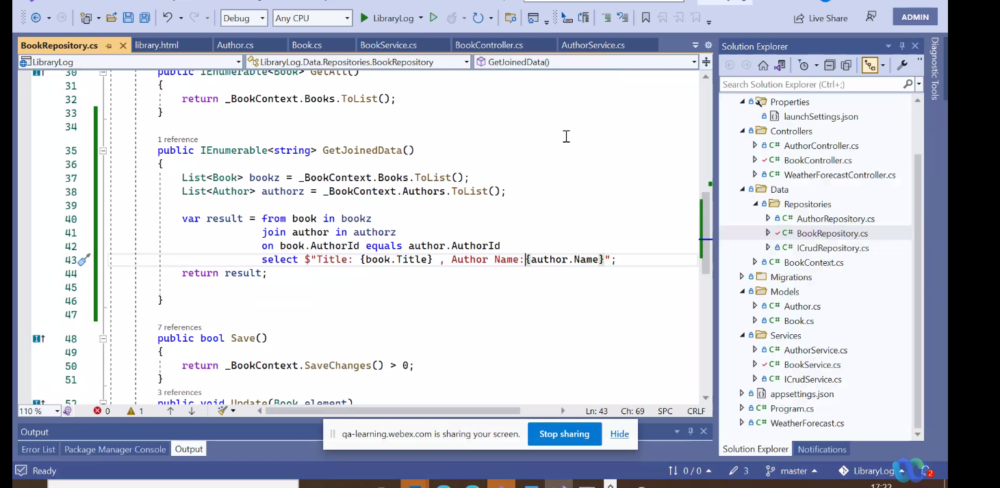 Debug
Any CPU
LibraryLog
Live Share
ADMIN
BookRepository.cs
library.html
Author.cs
Book.cs
BookService.cs
BookController.cs
AuthorService.cs
LibraryLog
LibraryLog.Data.Repositories.BookRepository
GetJoinedData()
30 public IEnumerable<Book> GetAll()
31 {
32 return _BookContext.Books.ToList();
33 }
34
1 reference
35 public IEnumerable<string> GetJoinedData()
36 {
37 List<Book> bookz = _BookContext.Books.ToList();
38 List<Author> authorz = _BookContext.Authors.ToList();
39
40 var result = from book in bookz
41 join author in authorz
42 on book.AuthorId equals author.AuthorId
43 select $"Title: {book.Title} , Author Name:{author.Name}";
44 return result;
45
46 }
47
7 references
48 public bool Save()
49 {
50 return _BookContext.SaveChanges() > 0;
51 }
3 references
52 public void Update(Book element)
110 %
0
1
Ln: 43
Ch: 69
SPC
CRLF
Output
Error List
Package Manager Console
Output
qa-learning.webex.com is sharing your screen.
Stop sharing
Hide
Solution Explorer
Search Solution Explorer (Ctrl+;)
Properties
launchSettings.json
Controllers
C# AuthorController.cs
C# BookController.cs
C# WeatherForecastController.cs
Data
Repositories
C# AuthorRepository.cs
C# BookRepository.cs
C# ICrudRepository.cs
C# BookContext.cs
Migrations
Models
C# Author.cs
C# Book.cs
Services
C# AuthorService.cs
C# BookService.cs
C# ICrudService.cs
appsettings.json
C# Program.cs
C# WeatherForecast.cs
Solution Explorer
Notifications
Diagnostic Tools
Ready
0 / 0
3
master
LibraryLog
2
17:22